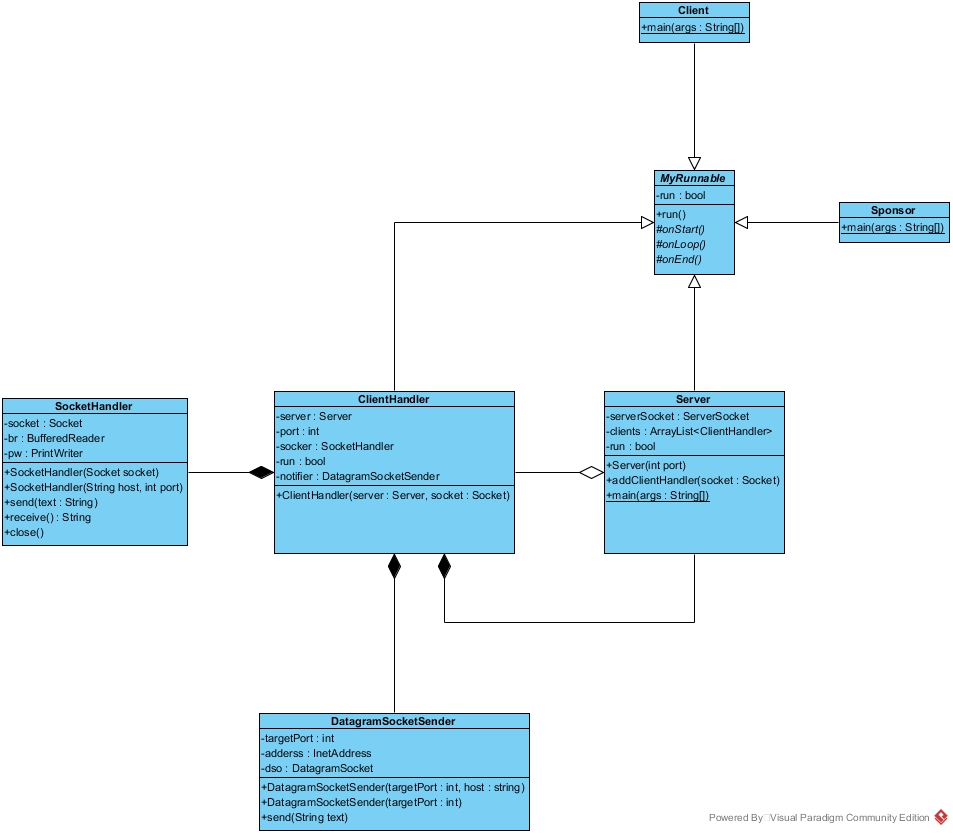 Client
+main(args : String[])
MyRunnable
-run : bool
+run()
#onStart()
#onLoop()
#onEnd()
Sponsor
+main(args : String[])
SocketHandler
-socket : Socket
-br : BufferedReader
-pw : PrintWriter
+SocketHandler(Socket socket)
+SocketHandler(String host, int port)
+send(text : String)
+receive() : String
+close()
ClientHandler
-server : Server
-port : int
-socker : SocketHandler
-run : bool
-notifier : DatagramSocketSender
+ClientHandler(server : Server, socket : Socket)
Server
-serverSocket : ServerSocket
-clients : ArrayList<ClientHandler>
-run : bool
+Server(int port)
+addClientHandler(socket : Socket)
+main(args : String[])
DatagramSocketSender
-targetPort : int
-adderss : InetAddress
-dso : DatagramSocket
+DatagramSocketSender(targetPort : int, host : string)
+DatagramSocketSender(targetPort : int)
+send(String text)
Powered By Visual Paradigm Community Edition